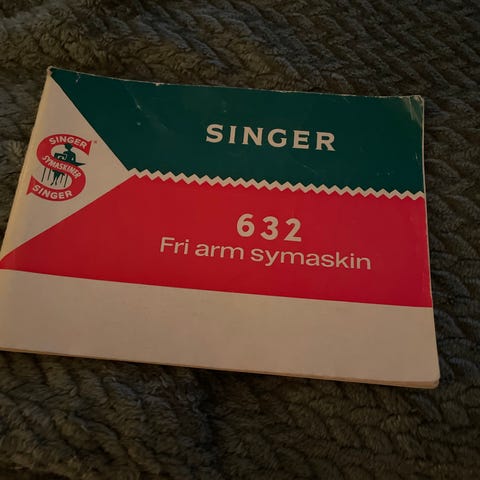 SINGER
SINGER
SYMASKINER
SINGER
632
Fri arm symaskin